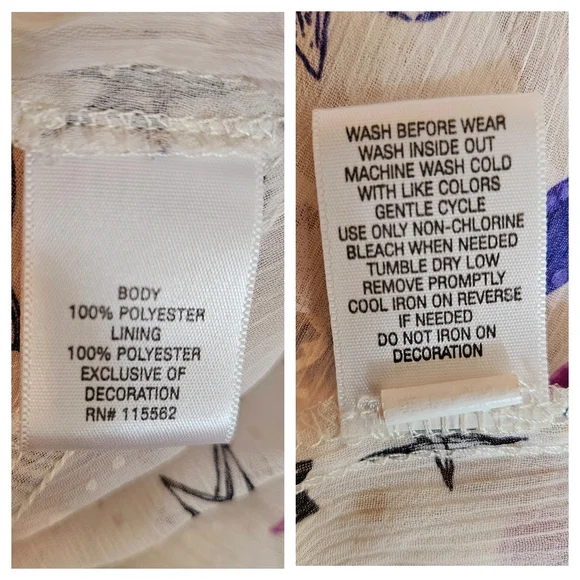 BODY
100% POLYESTER
LINING
100% POLYESTER
EXCLUSIVE OF
DECORATION
RN# 115562
WASH BEFORE WEAR
WASH INSIDE OUT
MACHINE WASH COLD
WITH LIKE COLORS
GENTLE CYCLE
USE ONLY NON-CHLORINE
BLEACH WHEN NEEDED
TUMBLE DRY LOW
REMOVE PROMPTLY
COOL IRON ON REVERSE
IF NEEDED
DO NOT IRON ON
DECORATION